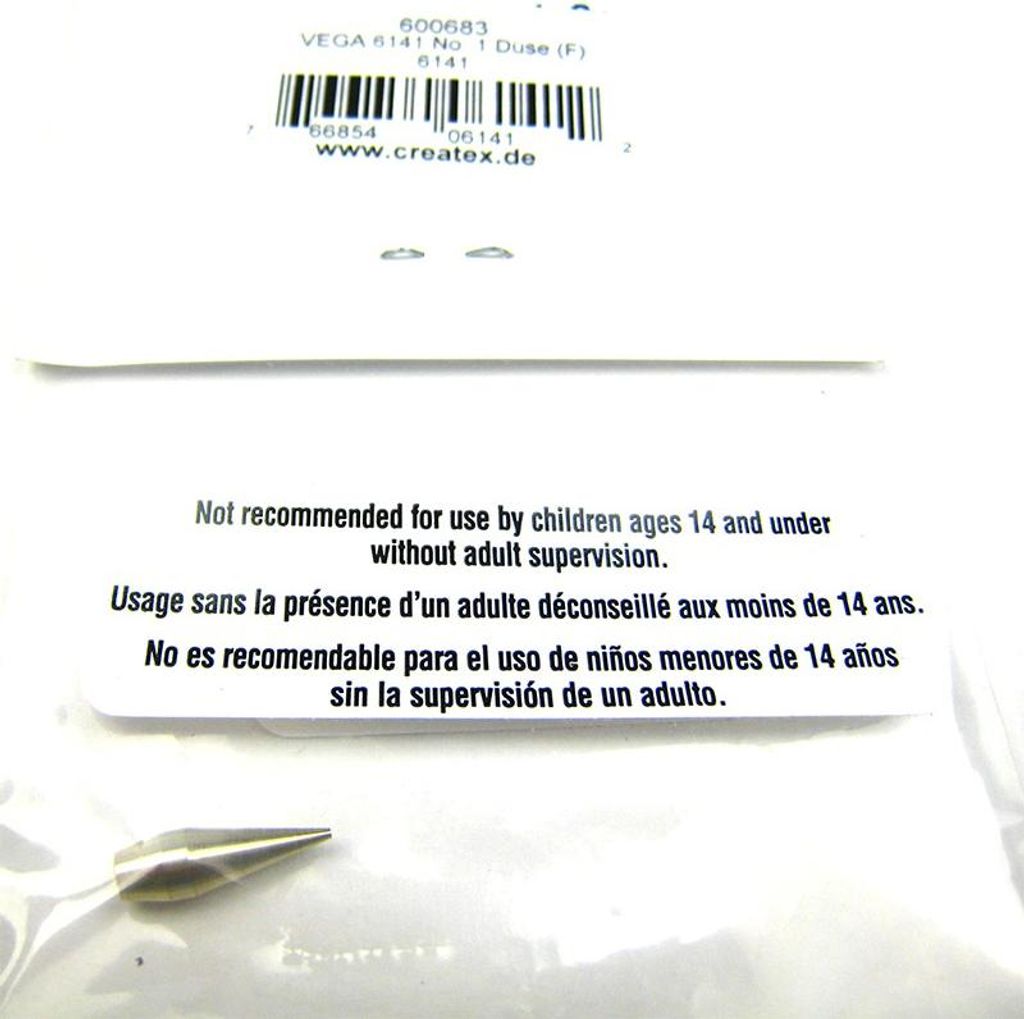 600683
VEGA 6141 No. 1 Duse (F)
6141
7 66854 06141 2
www.createx.de
Not recommended for use by children ages 14 and under
without adult supervision.
Usage sans la présence d'un adulte déconseillé aux moins de 14 ans.
No es recomendable para el uso de niños menores de 14 años
sin la supervisión de un adulto.